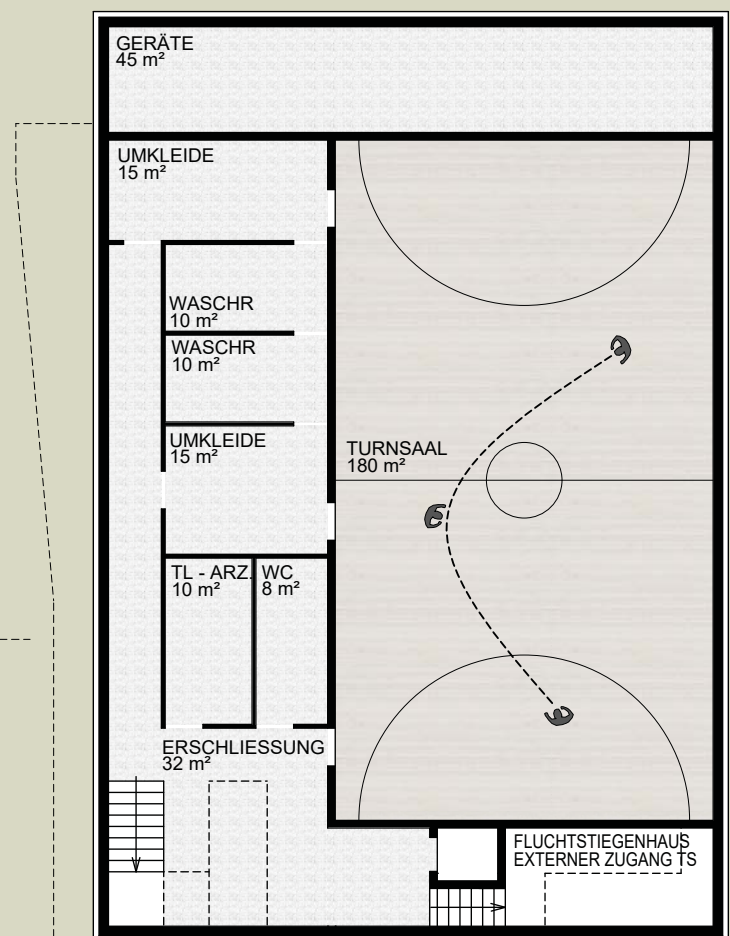 GERÄTE
45 m²
UMKLEIDE
15 m²
WASCHR
10 m²
WASCHR
10 m²
UMKLEIDE
15 m²
TURNSAAL
180 m²
TL - ARZ.
10 m²
WC
8 m²
ERSCHLIESSUNG
32 m²
FLUCHTSTIEGENHAUS
EXTERNER ZUGANG TS